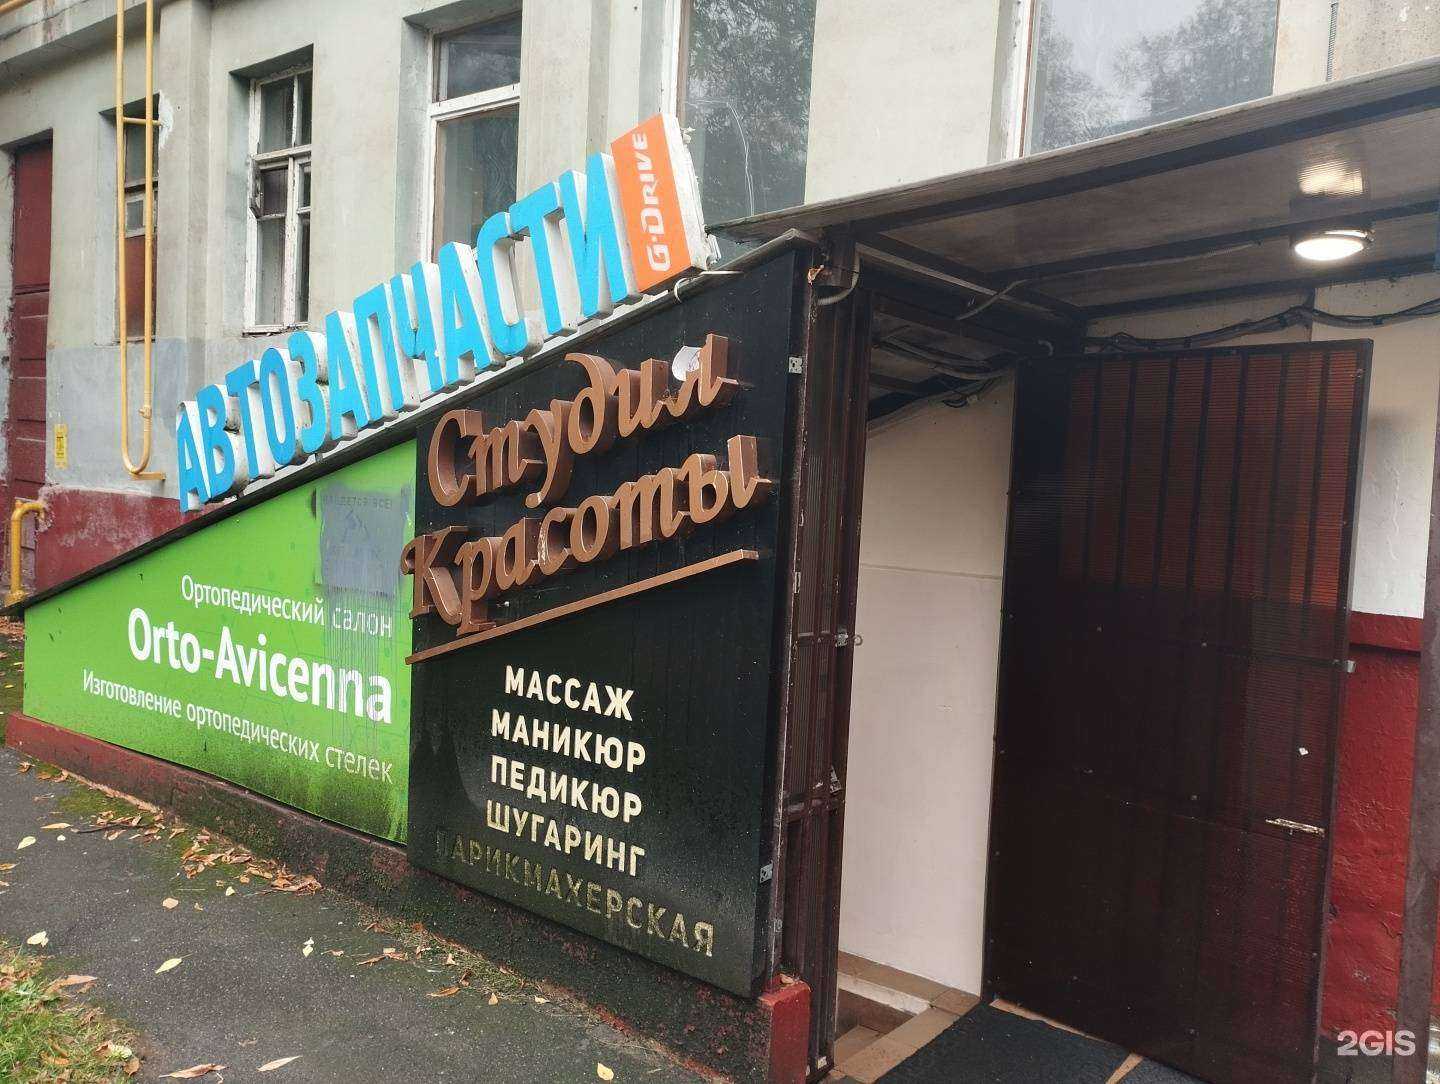 АВТОЗАПЧАСТИ
G-DRIVE
Студия
Красоты
МАССАЖ
МАНИКЮР
ПЕДИКЮР
ШУГАРИНГ
ПАРИКМАХЕРСКАЯ
Ортопедический салон
Orto-Avicenna
Изготовление ортопедических стелек
2GIS